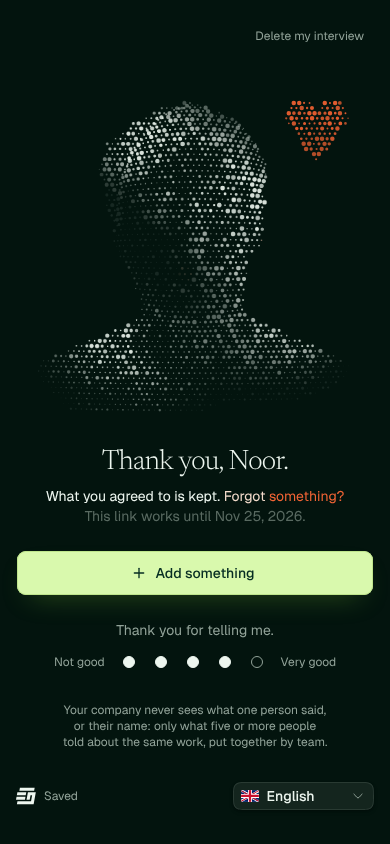 Delete my interview
Thank you, Noor.
What you agreed to is kept. Forgot something?
This link works until Nov 25, 2026.
+ Add something
Thank you for telling me.
Not good
Very good
Your company never sees what one person said,
or their name: only what five or more people
told about the same work, put together by team.
Saved
English